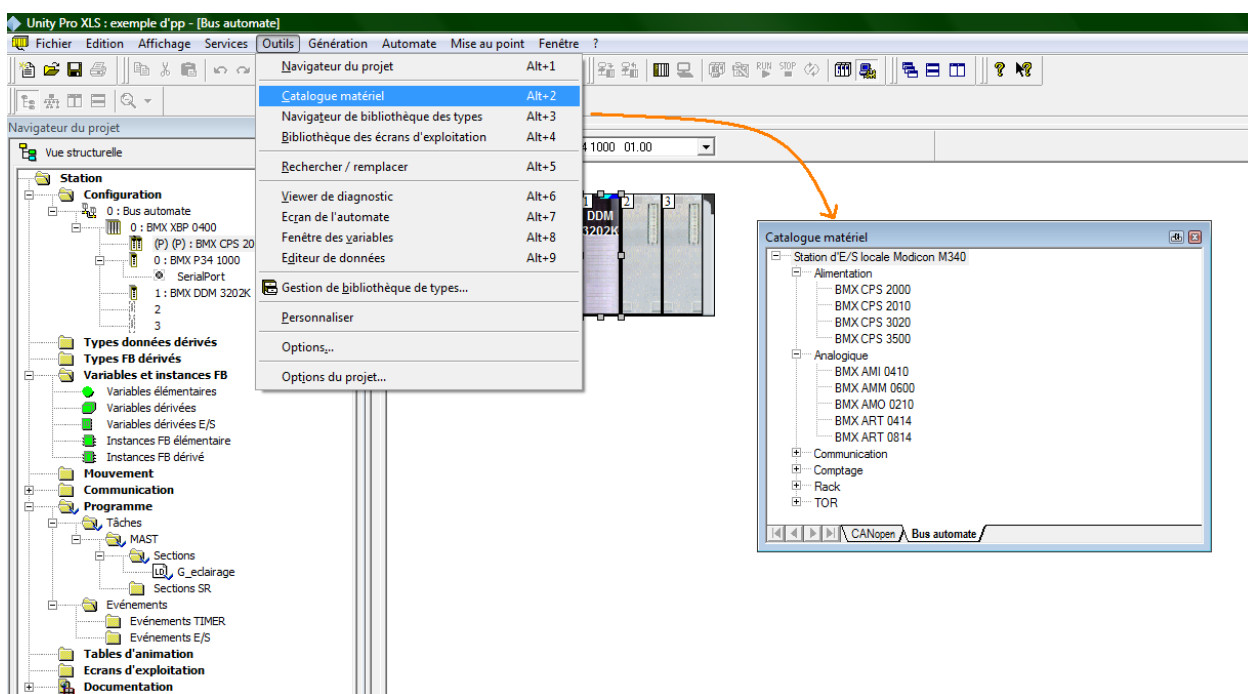 Unity Pro XLS : exemple d'pp - [Bus automate]
Fichier Edition Affichage Services Outils Génération Automate Mise au point Fenêtre ?
RUN STOP
Navigateur du projet
Vue structurelle
Station
Configuration
0 : Bus automate
0 : BMX XBP 0400
(P) (P) : BMX CPS 20
0 : BMX P34 1000
SerialPort
1 : BMX DDM 3202K
2
3
Types données dérivés
Types FB dérivés
Variables et instances FB
Variables élémentaires
Variables dérivées
Variables dérivées E/S
Instances FB élémentaire
Instances FB dérivé
Mouvement
Communication
Programme
Tâches
MAST
Sections
LD G_eclairage
Sections SR
Evénements
Evénements TIMER
Evénements E/S
Tables d'animation
Ecrans d'exploitation
Documentation
Navigateur du projet Alt+1
Catalogue matériel Alt+2
Navigateur de bibliothèque des types Alt+3
Bibliothèque des écrans d'exploitation Alt+4
Rechercher / remplacer Alt+5
Viewer de diagnostic Alt+6
Ecran de l'automate Alt+7
Fenêtre des variables Alt+8
Editeur de données Alt+9
Gestion de bibliothèque de types...
Personnaliser
Options...
Options du projet...
4 1000 01.00
1 2 3
DDM
3202K
Catalogue matériel
Station d'E/S locale Modicon M340
Alimentation
BMX CPS 2000
BMX CPS 2010
BMX CPS 3020
BMX CPS 3500
Analogique
BMX AMI 0410
BMX AMM 0600
BMX AMO 0210
BMX ART 0414
BMX ART 0814
Communication
Comptage
Rack
TOR
CANopen Bus automate